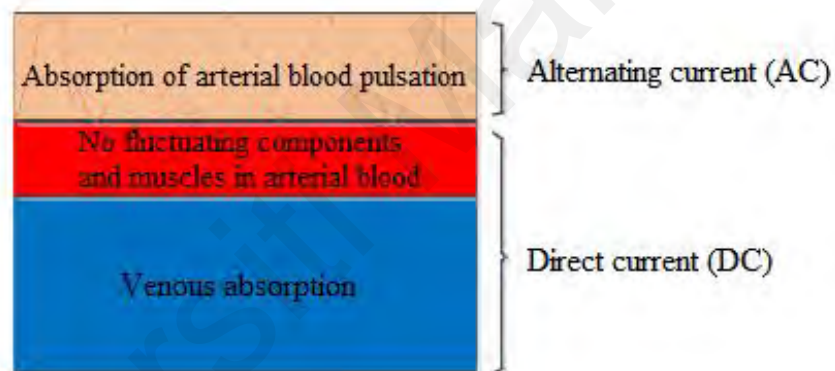 Absorption of arterial blood pulsation
Alternating current (AC)
No fluctuating components
and muscles in arterial blood
Direct current (DC)
Venous absorption